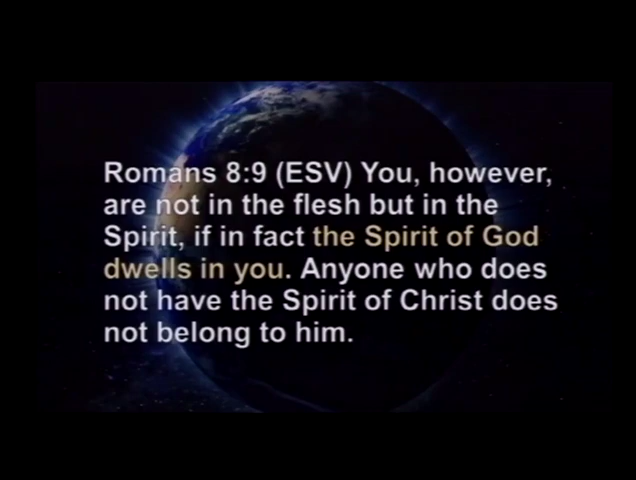 Romans 8:9 (ESV) You, however,
are not in the flesh but in the
Spirit, if in fact the Spirit of God
dwells in you. Anyone who does
not have the Spirit of Christ does
not belong to him.